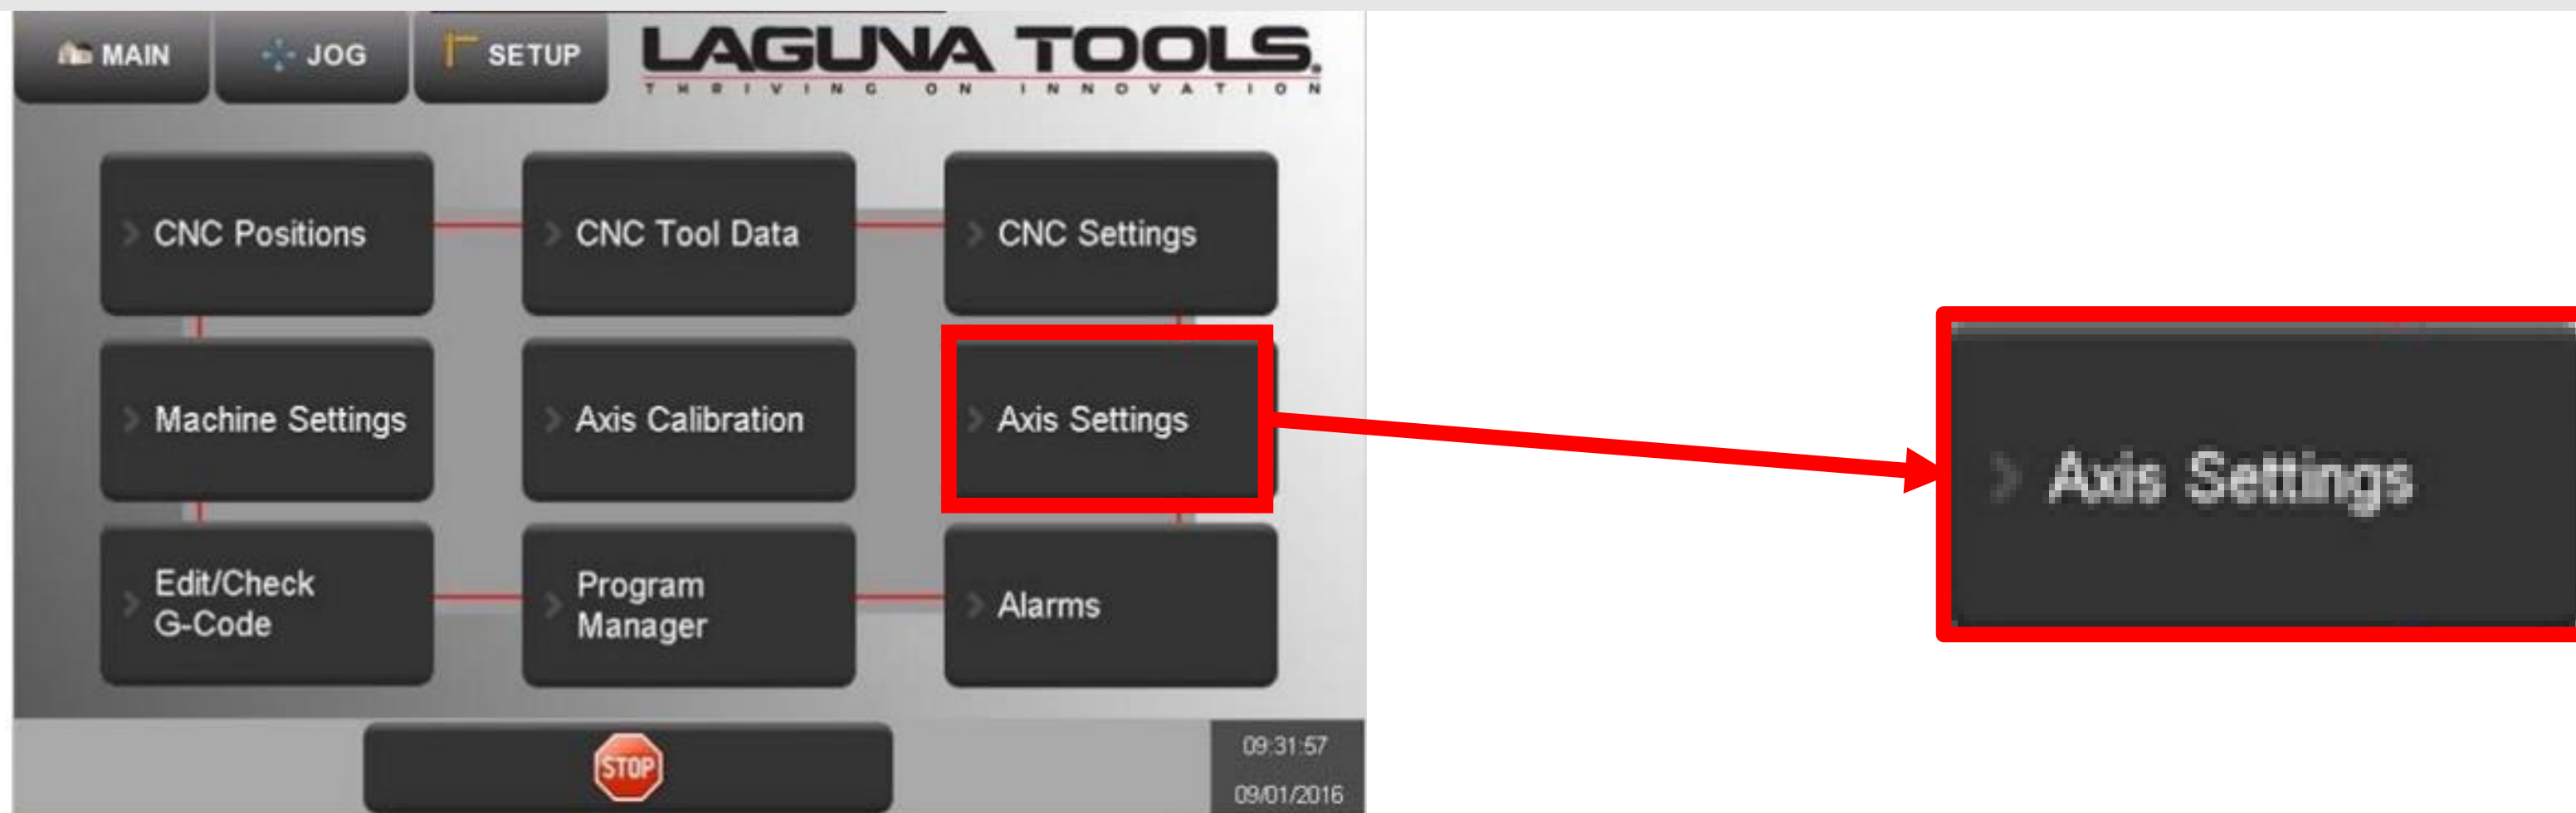 MAIN JOG SETUP LAGUNA TOOLS.
THRIVING ON INNOVATION
CNC Positions
CNC Tool Data
CNC Settings
Machine Settings
Axis Calibration
Axis Settings
Edit/Check
G-Code
Program
Manager
Alarms
STOP
09:31:57
09/01/2016
Axis Settings